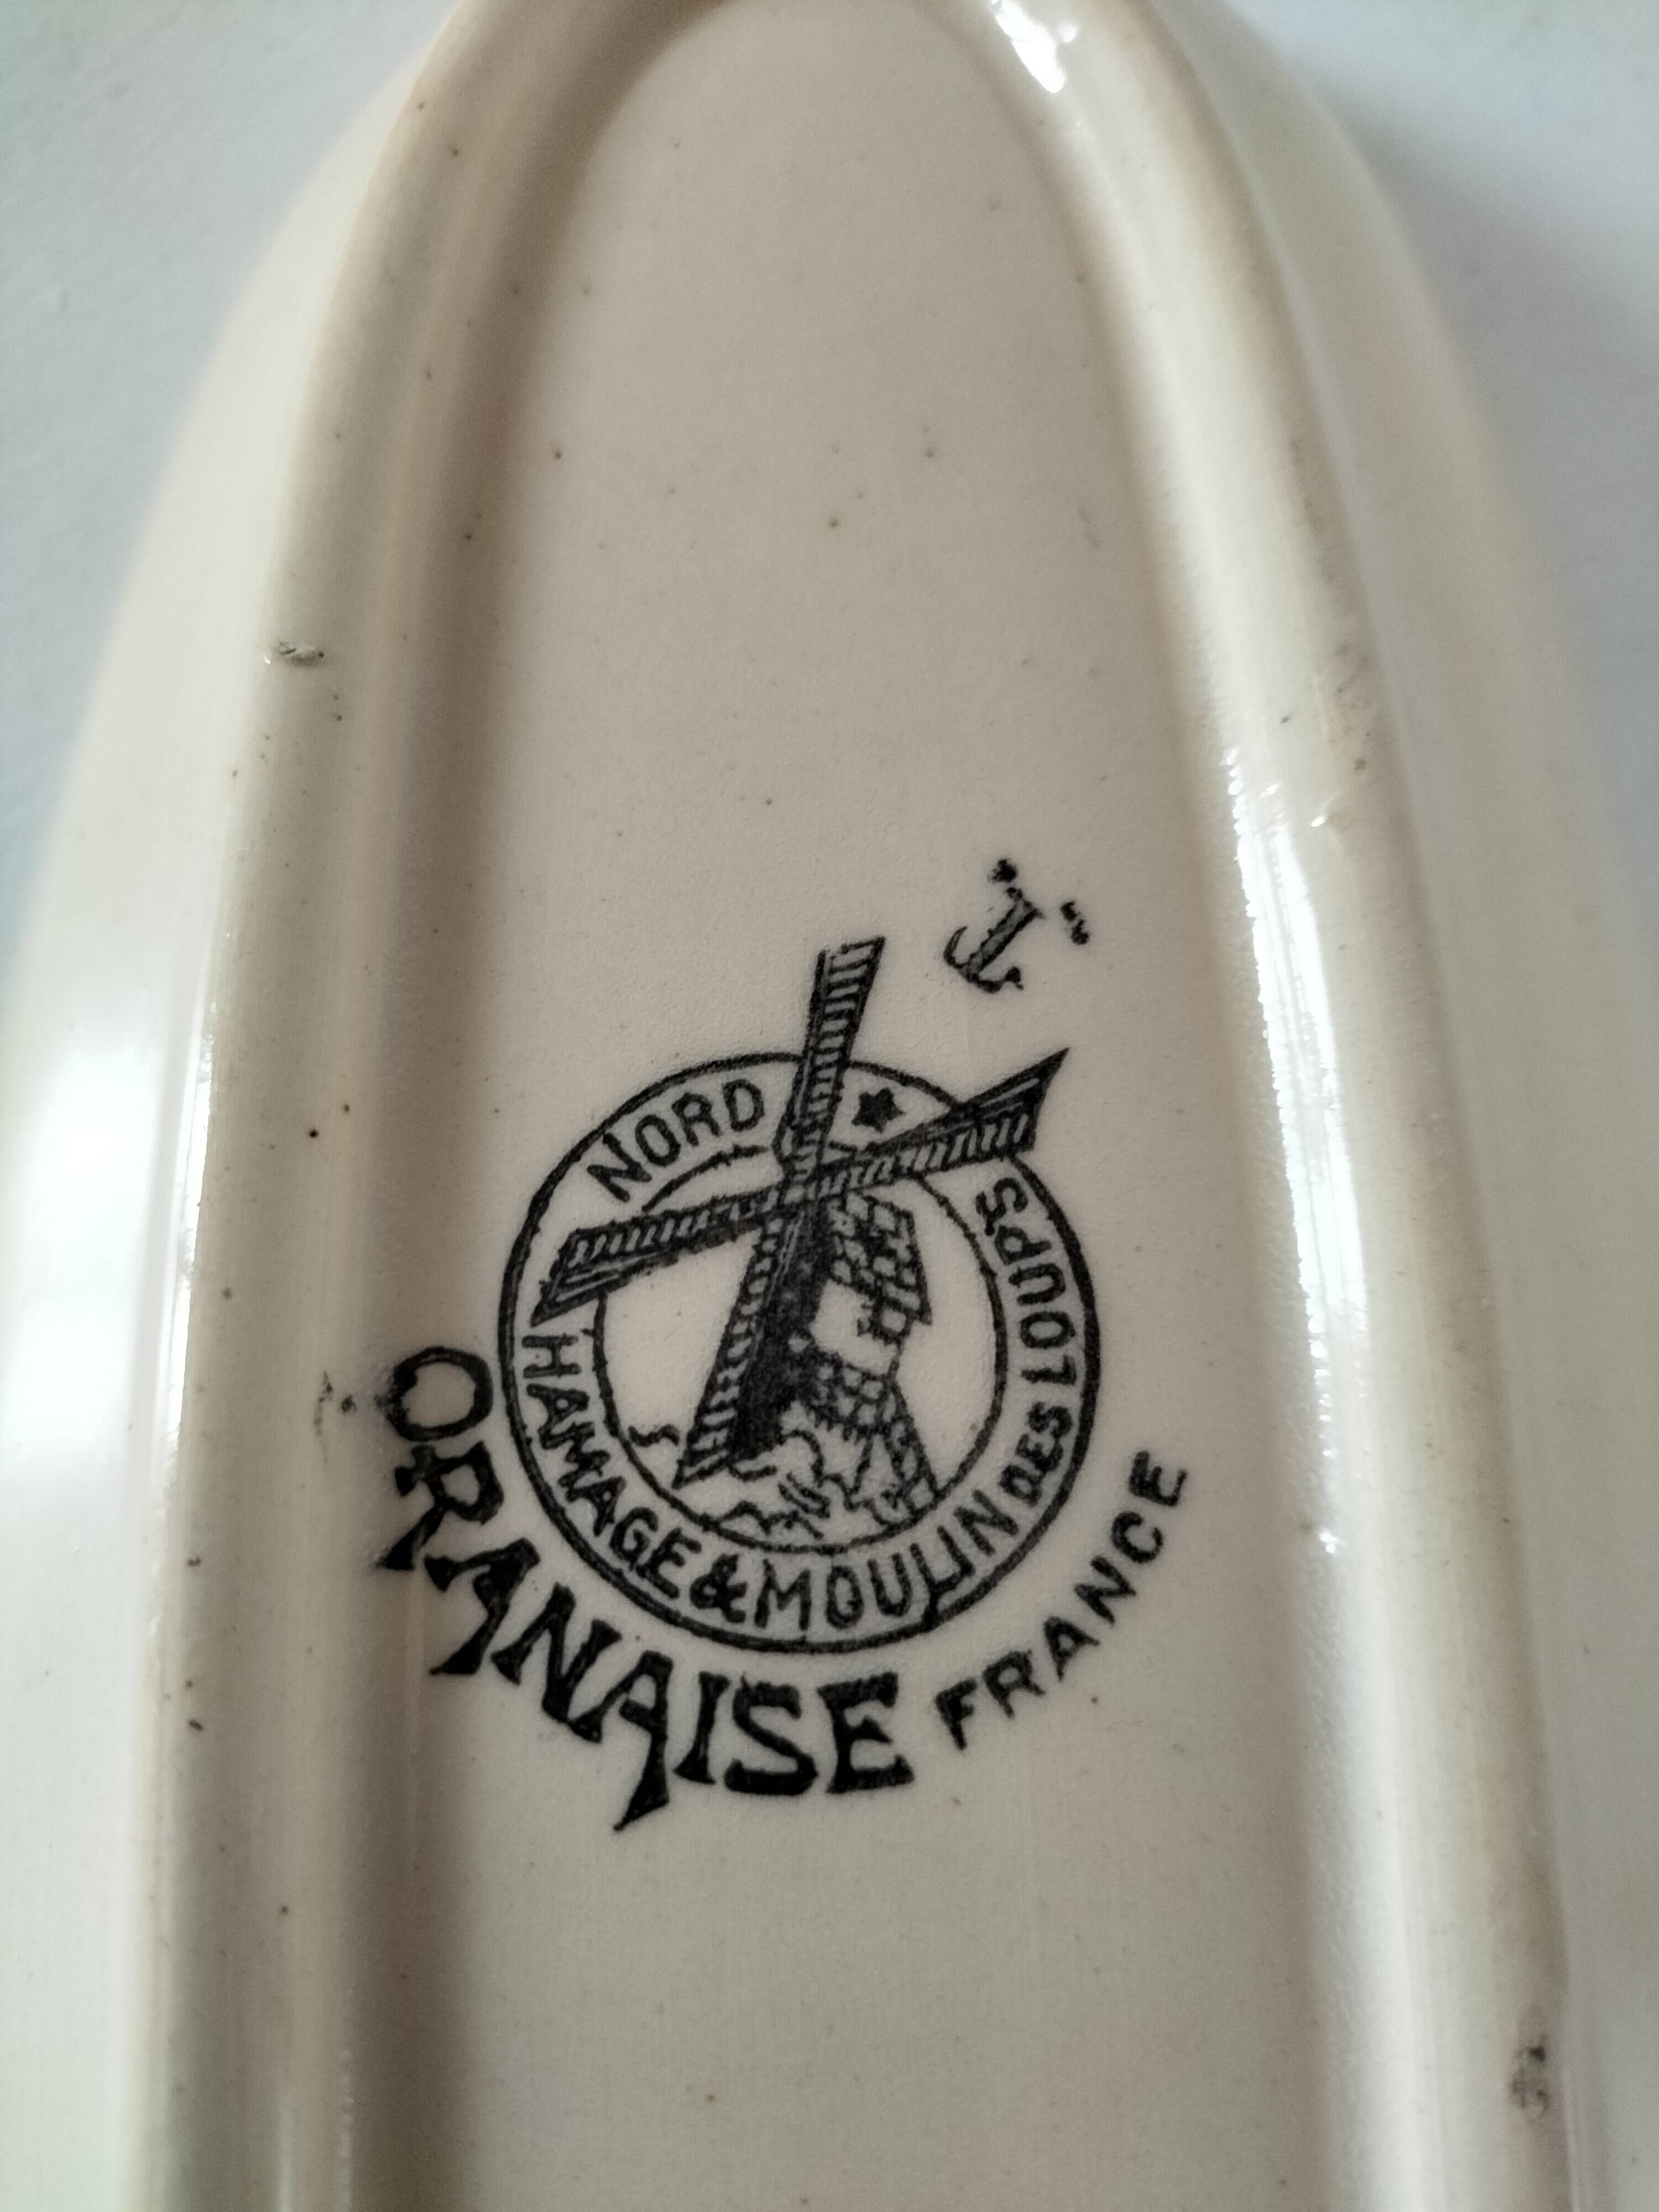 NORD ★
HAMAGE & MOULIN DES LOUPS
ORANAISE FRANCE